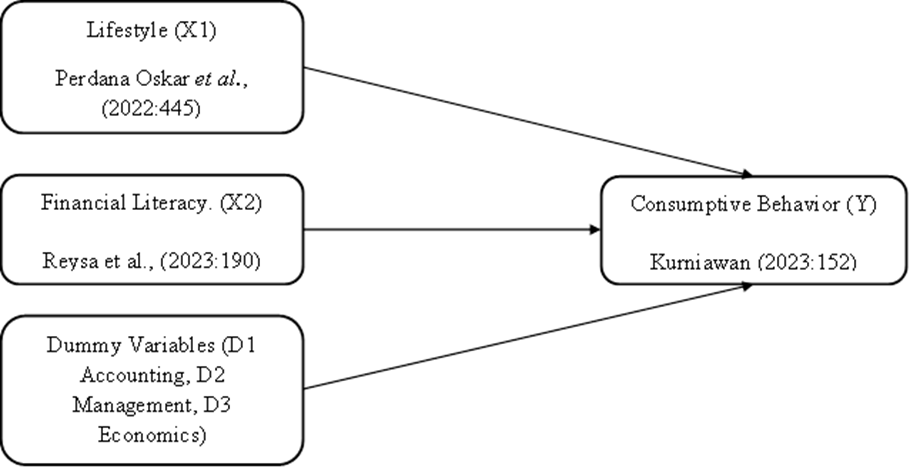 Lifestyle (X1)
Perdana Oskar et al.,
(2022:445)
Financial Literacy. (X2)
Reysa et al., (2023:190)
Dummy Variables (D1
Accounting, D2
Management, D3
Economics)
Consumptive Behavior (Y)
Kurniawan (2023:152)